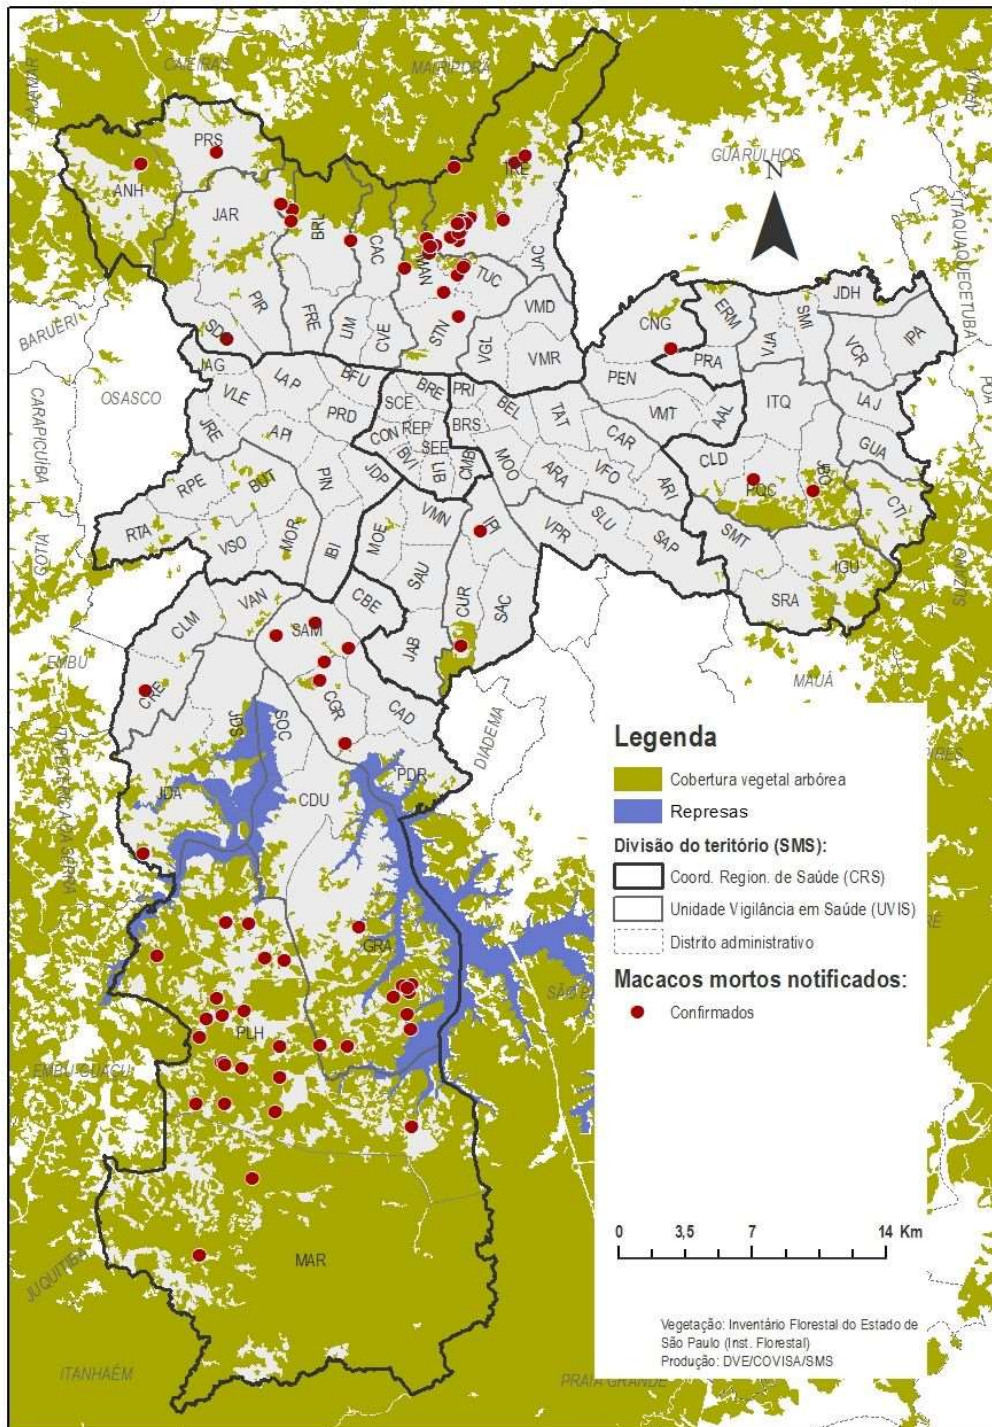 CAJAMAR
CAIEIRAS
MAIRIPORÃ
GUARULHOS
N
ITAQUAQUECETUBA
PRS
ANH
TRE
JAR
BRL
CAC
MAN
TUC
JAC
PIR
FRE
LIM
CVE
STN
VGL
VMD
VMR
CNG
ERM
PRA
VJA
SMI
JDH
VCR
IPA
BARUERI
OSASCO
CARAPICUBA
JAG
VLE
LAP
BFU
PRD
SCE
BRE
PRI
BEL
TAT
PEN
VMT
AAL
ITQ
LAJ
GUA
JRE
API
CON
REP
SEE
BRS
BVI
LIB
CMB
MOO
ARA
CAR
VFO
ARI
CLD
PQC
JBO
CTI
RPE
BUT
PIN
JDP
RTA
VSO
MOR
IBI
MOE
VMN
IPI
VPR
SLU
SAP
SMT
IGU
SRA
COTIA
CLM
VAN
CBE
SAU
CUR
SAC
SAM
JAB
EMBU
CRE
CGR
CAD
MAUÁ
DIADEMA
SOC
JDA
CDU
PDR
ITAPECERICA DA SERRA
GRA
PLH
EMBU-GUAÇU
MAR
JUQUITIBA
ITANHAÉM
PRAIA GRANDE
Legenda
Cobertura vegetal arbórea
Represas
Divisão do teritório (SMS):
Coord. Region. de Saúde (CRS)
Unidade Vigilância em Saúde (UVIS)
Distrito administrativo
Macacos mortos notificados:
Confirmados
0 3,5 7 14 Km
Vegetação: Inventário Florestal do Estado de
São Paulo (Inst. Florestal)
Produção: DVE/COVISA/SMS